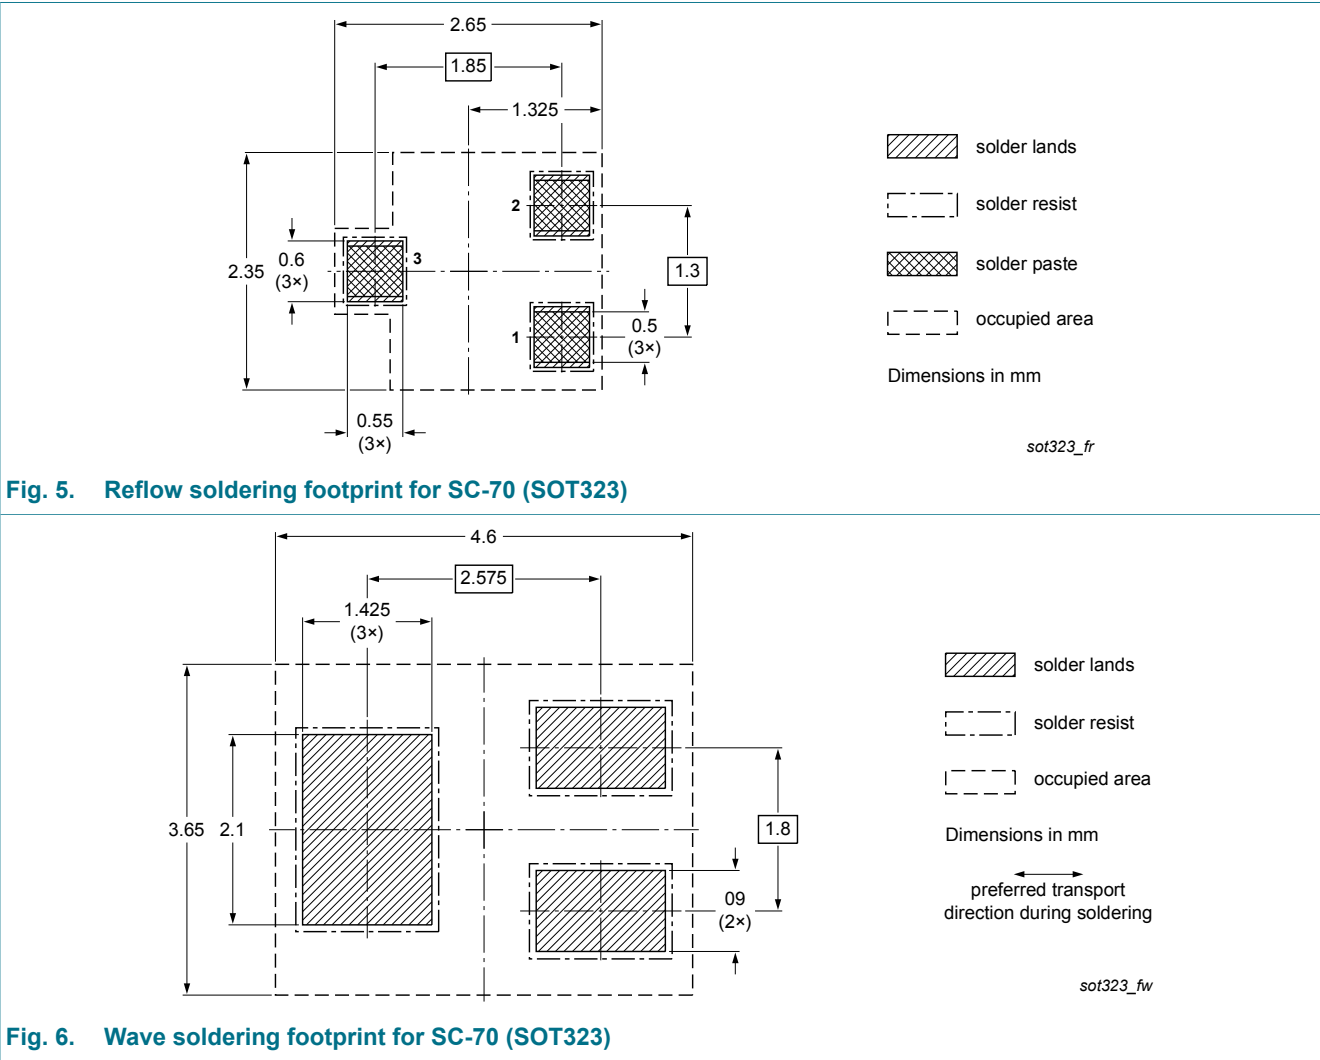 2.65
1.85
1.325
2
2.35
0.6
(3×)
3
1.3
1
0.5
(3×)
0.55
(3×)
solder lands
solder resist
solder paste
occupied area
Dimensions in mm
sot323_fr
Fig. 5. Reflow soldering footprint for SC-70 (SOT323)
4.6
2.575
1.425
(3×)
3.65
2.1
1.8
09
(2×)
solder lands
solder resist
occupied area
Dimensions in mm
preferred transport
direction during soldering
sot323_fw
Fig. 6. Wave soldering footprint for SC-70 (SOT323)